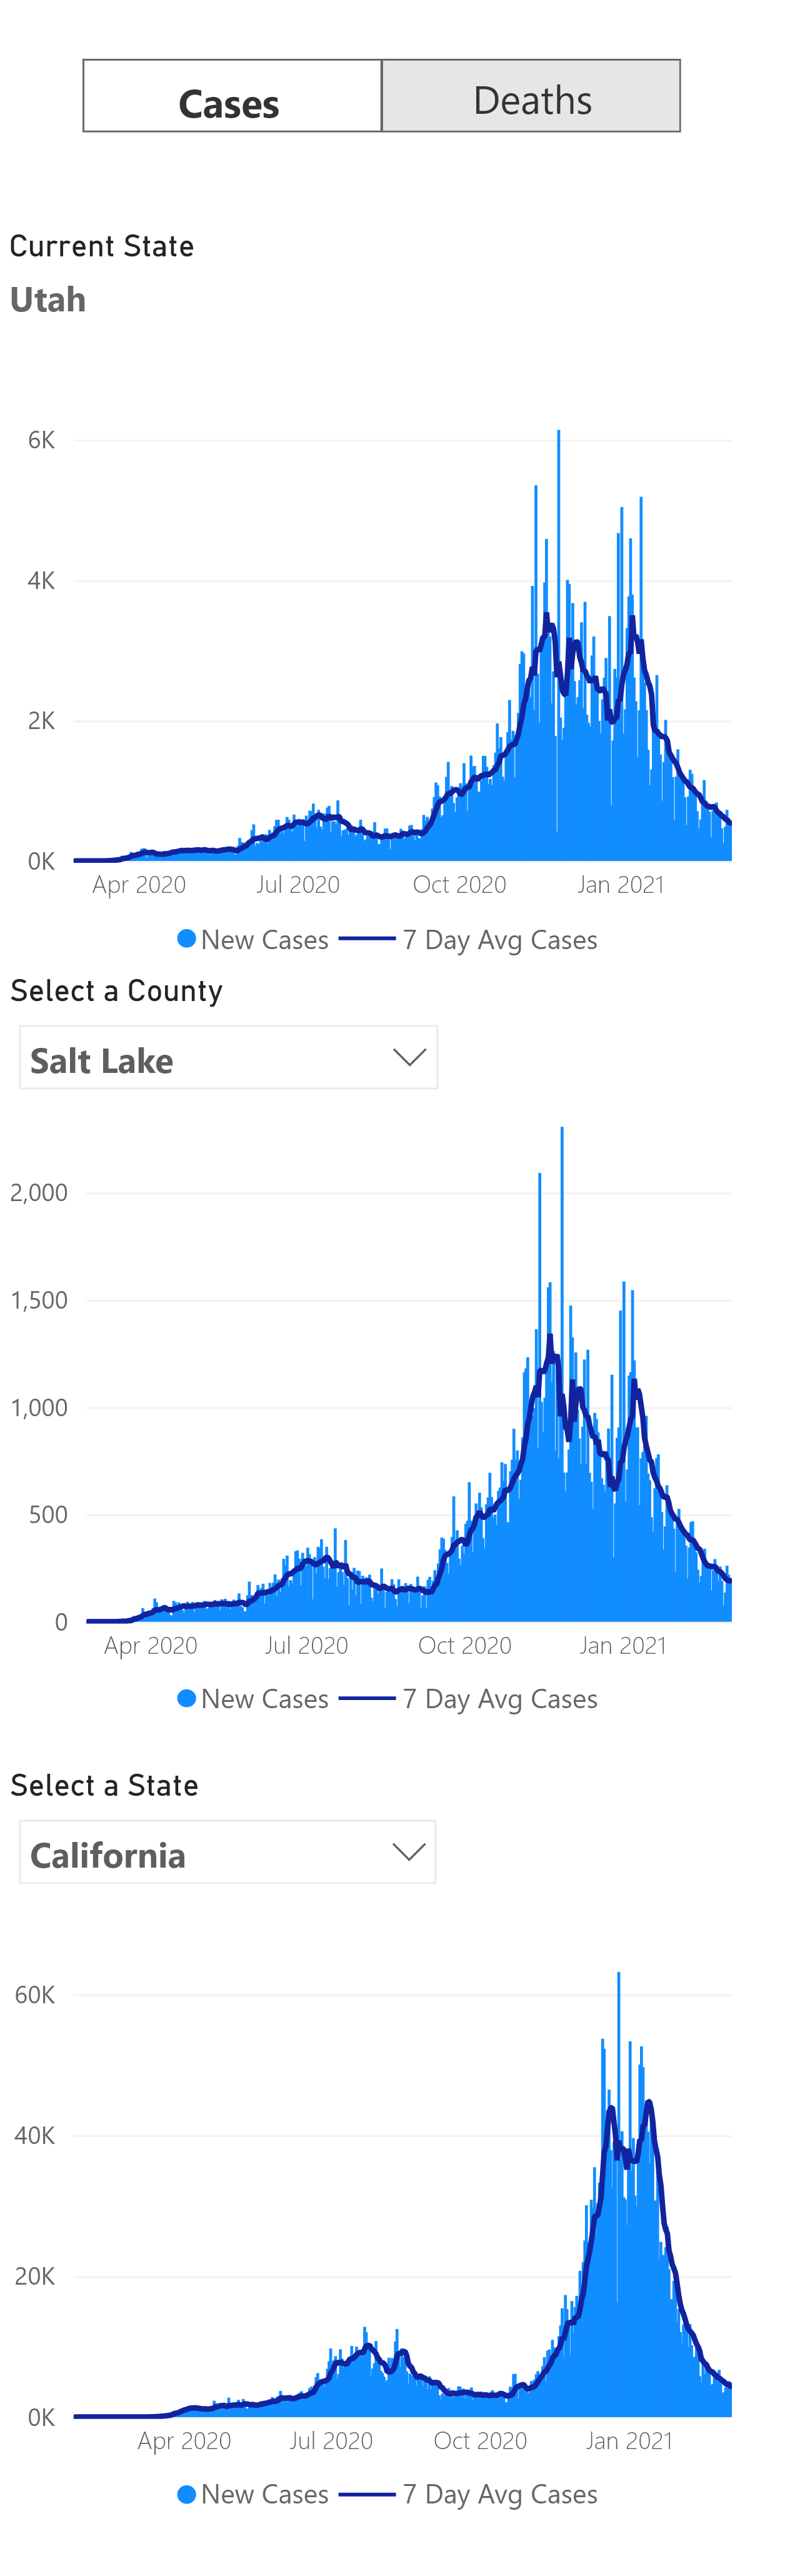 Cases Deaths
Current State
Utah
6K
4K
2K
0K
Apr 2020 Jul 2020 Oct 2020 Jan 2021
New Cases 7 Day Avg Cases
Select a County
Salt Lake
2,000
1,500
1,000
500
0
Apr 2020 Jul 2020 Oct 2020 Jan 2021
New Cases 7 Day Avg Cases
Select a State
California
60K
40K
20K
0K
Apr 2020 Jul 2020 Oct 2020 Jan 2021
New Cases 7 Day Avg Cases